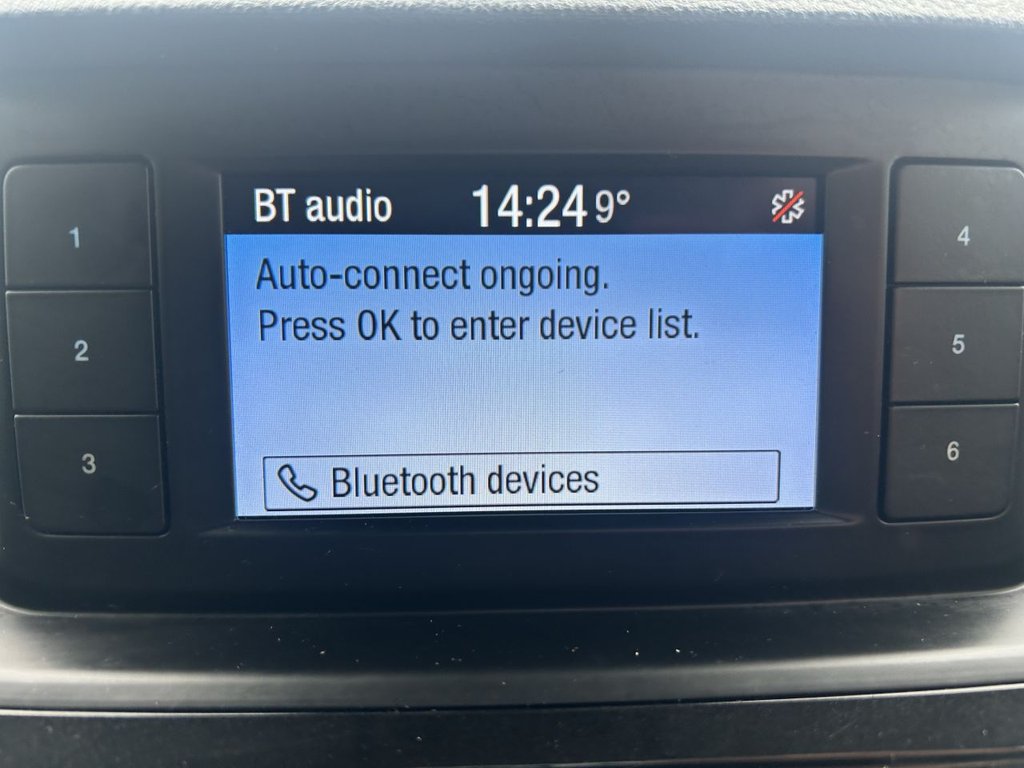 BT audio 14:24 9°
1
4
Auto-connect ongoing.
Press OK to enter device list.
2
5
3
6
Bluetooth devices